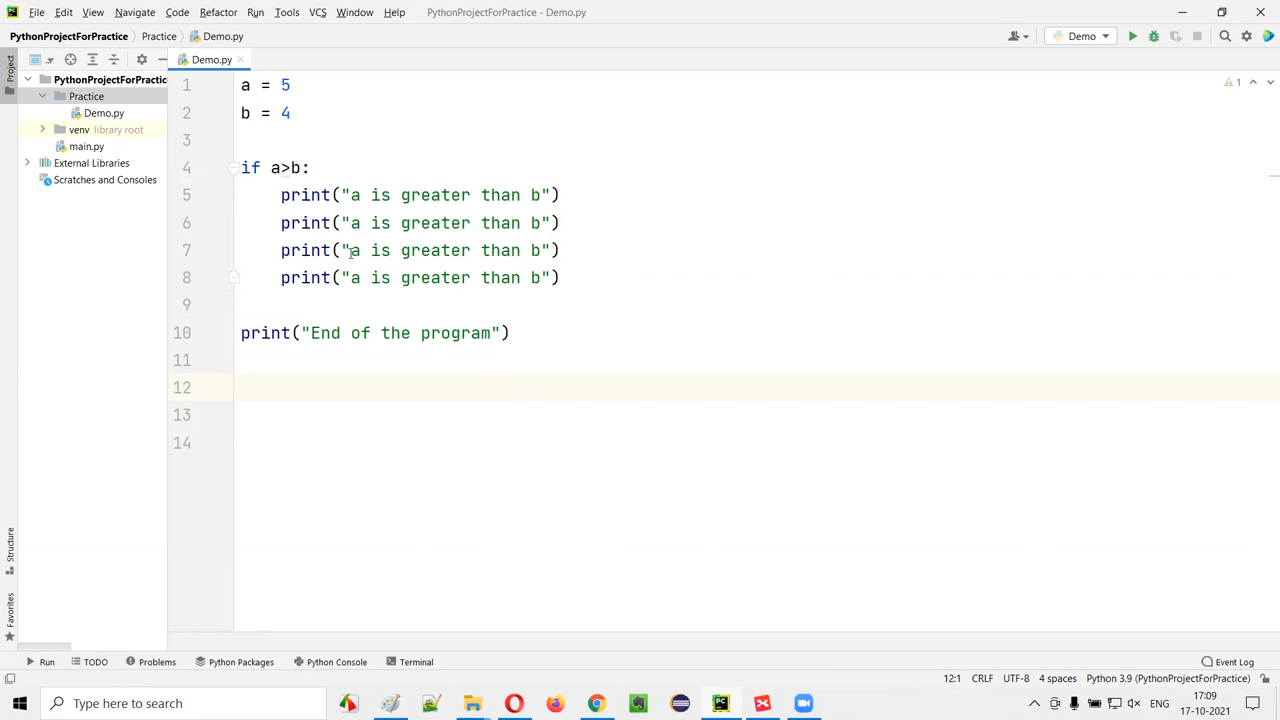 File Edit View Navigate Code Refactor Run Tools VCS Window Help PythonProjectForPractice - Demo.py
PythonProjectForPractice Practice Demo.py Demo
Project Demo.py
PythonProjectForPractic
Practice
Demo.py
venv library root
main.py
External Libraries
Scratches and Consoles
1 a = 5
2 b = 4
3
4 if a>b:
5 print("a is greater than b")
6 print("a is greater than b")
7 print("a is greater than b")
8 print("a is greater than b")
9
10 print("End of the program")
11
12
13
14
1
Structure
Favorites
Run TODO Problems Python Packages Python Console Terminal Event Log
12:1 CRLF UTF-8 4 spaces Python 3.9 (PythonProjectForPractice)
Type here to search ENG 17:09
17-10-2021